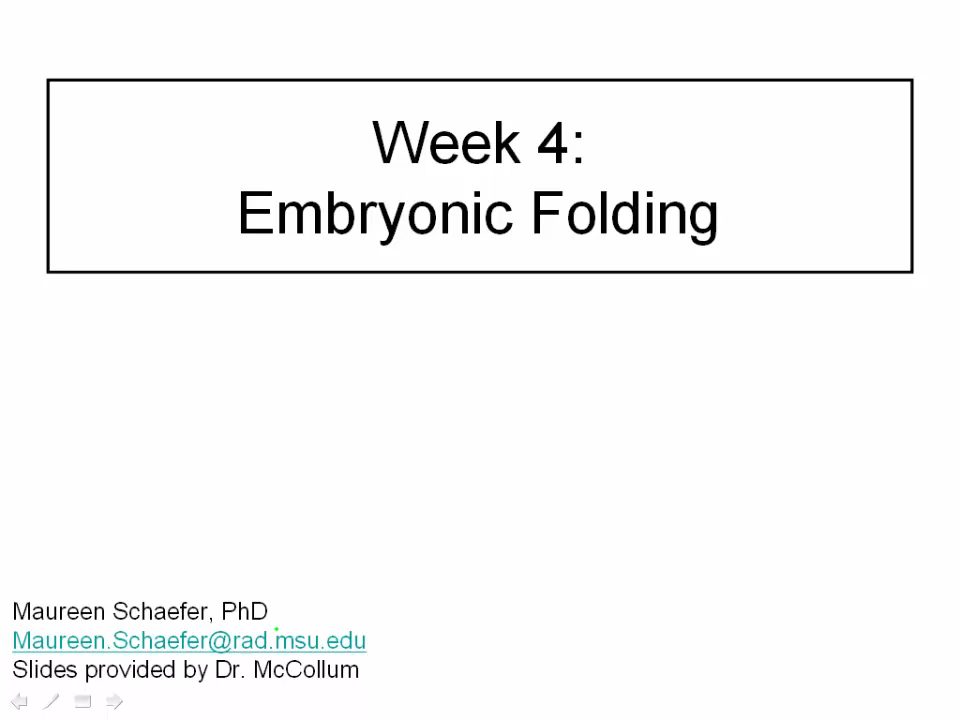 Week 4:
Embryonic Folding
Maureen Schaefer, PhD
Maureen.Schaefer@rad.msu.edu
Slides provided by Dr. McCollum